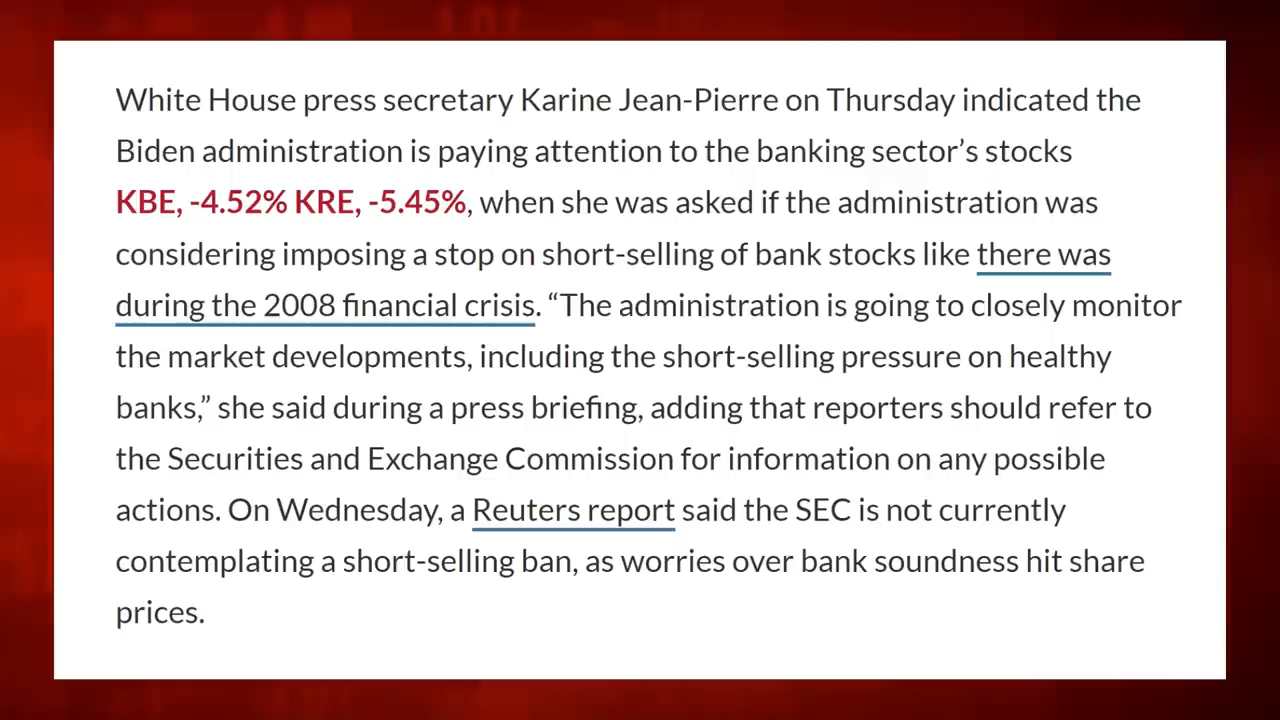 White House press secretary Karine Jean-Pierre on Thursday indicated the
Biden administration is paying attention to the banking sector’s stocks
KBE, -4.52% KRE, -5.45%, when she was asked if the administration was
considering imposing a stop on short-selling of bank stocks like there was
during the 2008 financial crisis. “The administration is going to closely monitor
the market developments, including the short-selling pressure on healthy
banks,” she said during a press briefing, adding that reporters should refer to
the Securities and Exchange Commission for information on any possible
actions. On Wednesday, a Reuters report said the SEC is not currently
contemplating a short-selling ban, as worries over bank soundness hit share
prices.